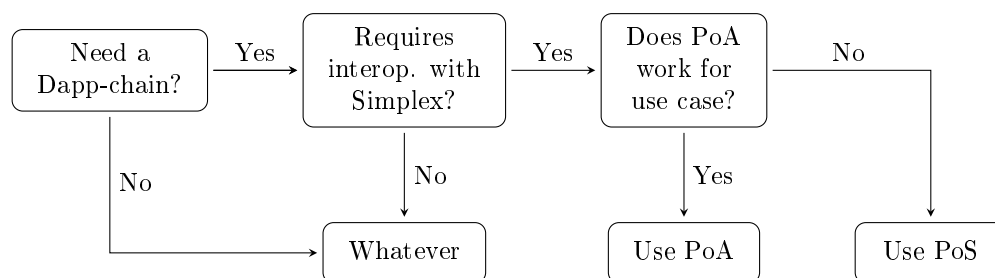 Need a
Dapp-chain?
Yes
Requires
interop. with
Simplex?
Yes
Does PoA
work for
use case?
No
No
No
Yes
Whatever
Use PoA
Use PoS